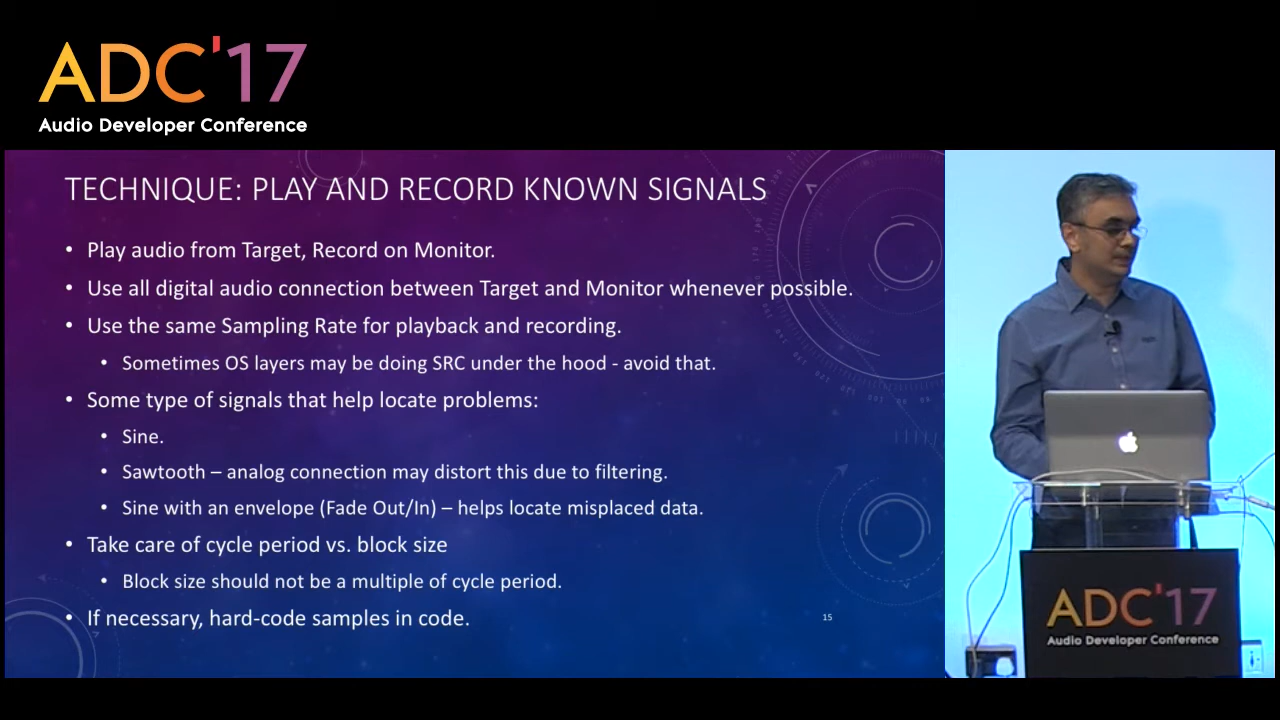 ADC'17
Audio Developer Conference
TECHNIQUE: PLAY AND RECORD KNOWN SIGNALS
• Play audio from Target, Record on Monitor.
• Use all digital audio connection between Target and Monitor whenever possible.
• Use the same Sampling Rate for playback and recording.
• Sometimes OS layers may be doing SRC under the hood - avoid that.
• Some type of signals that help locate problems:
• Sine.
• Sawtooth – analog connection may distort this due to filtering.
• Sine with an envelope (Fade Out/In) – helps locate misplaced data.
• Take care of cycle period vs. block size
• Block size should not be a multiple of cycle period.
• If necessary, hard-code samples in code.
15
ADC'17
Audio Developer Conference